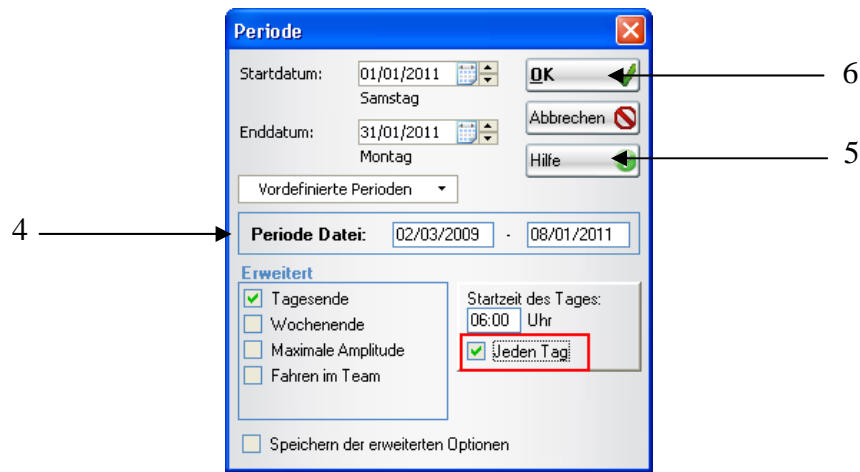 Periode
Startdatum: 01/01/2011 OK 6
Samstag
Abbrechen
Enddatum: 31/01/2011
Montag Hilfe 5
Vordefinierte Perioden
4 Periode Datei: 02/03/2009 - 08/01/2011
Erweitert
Tagesende
Wochenende
Maximale Amplitude
Fahren im Team
Startzeit des Tages:
06:00 Uhr
Jeden Tag
Speichern der erweiterten Optionen